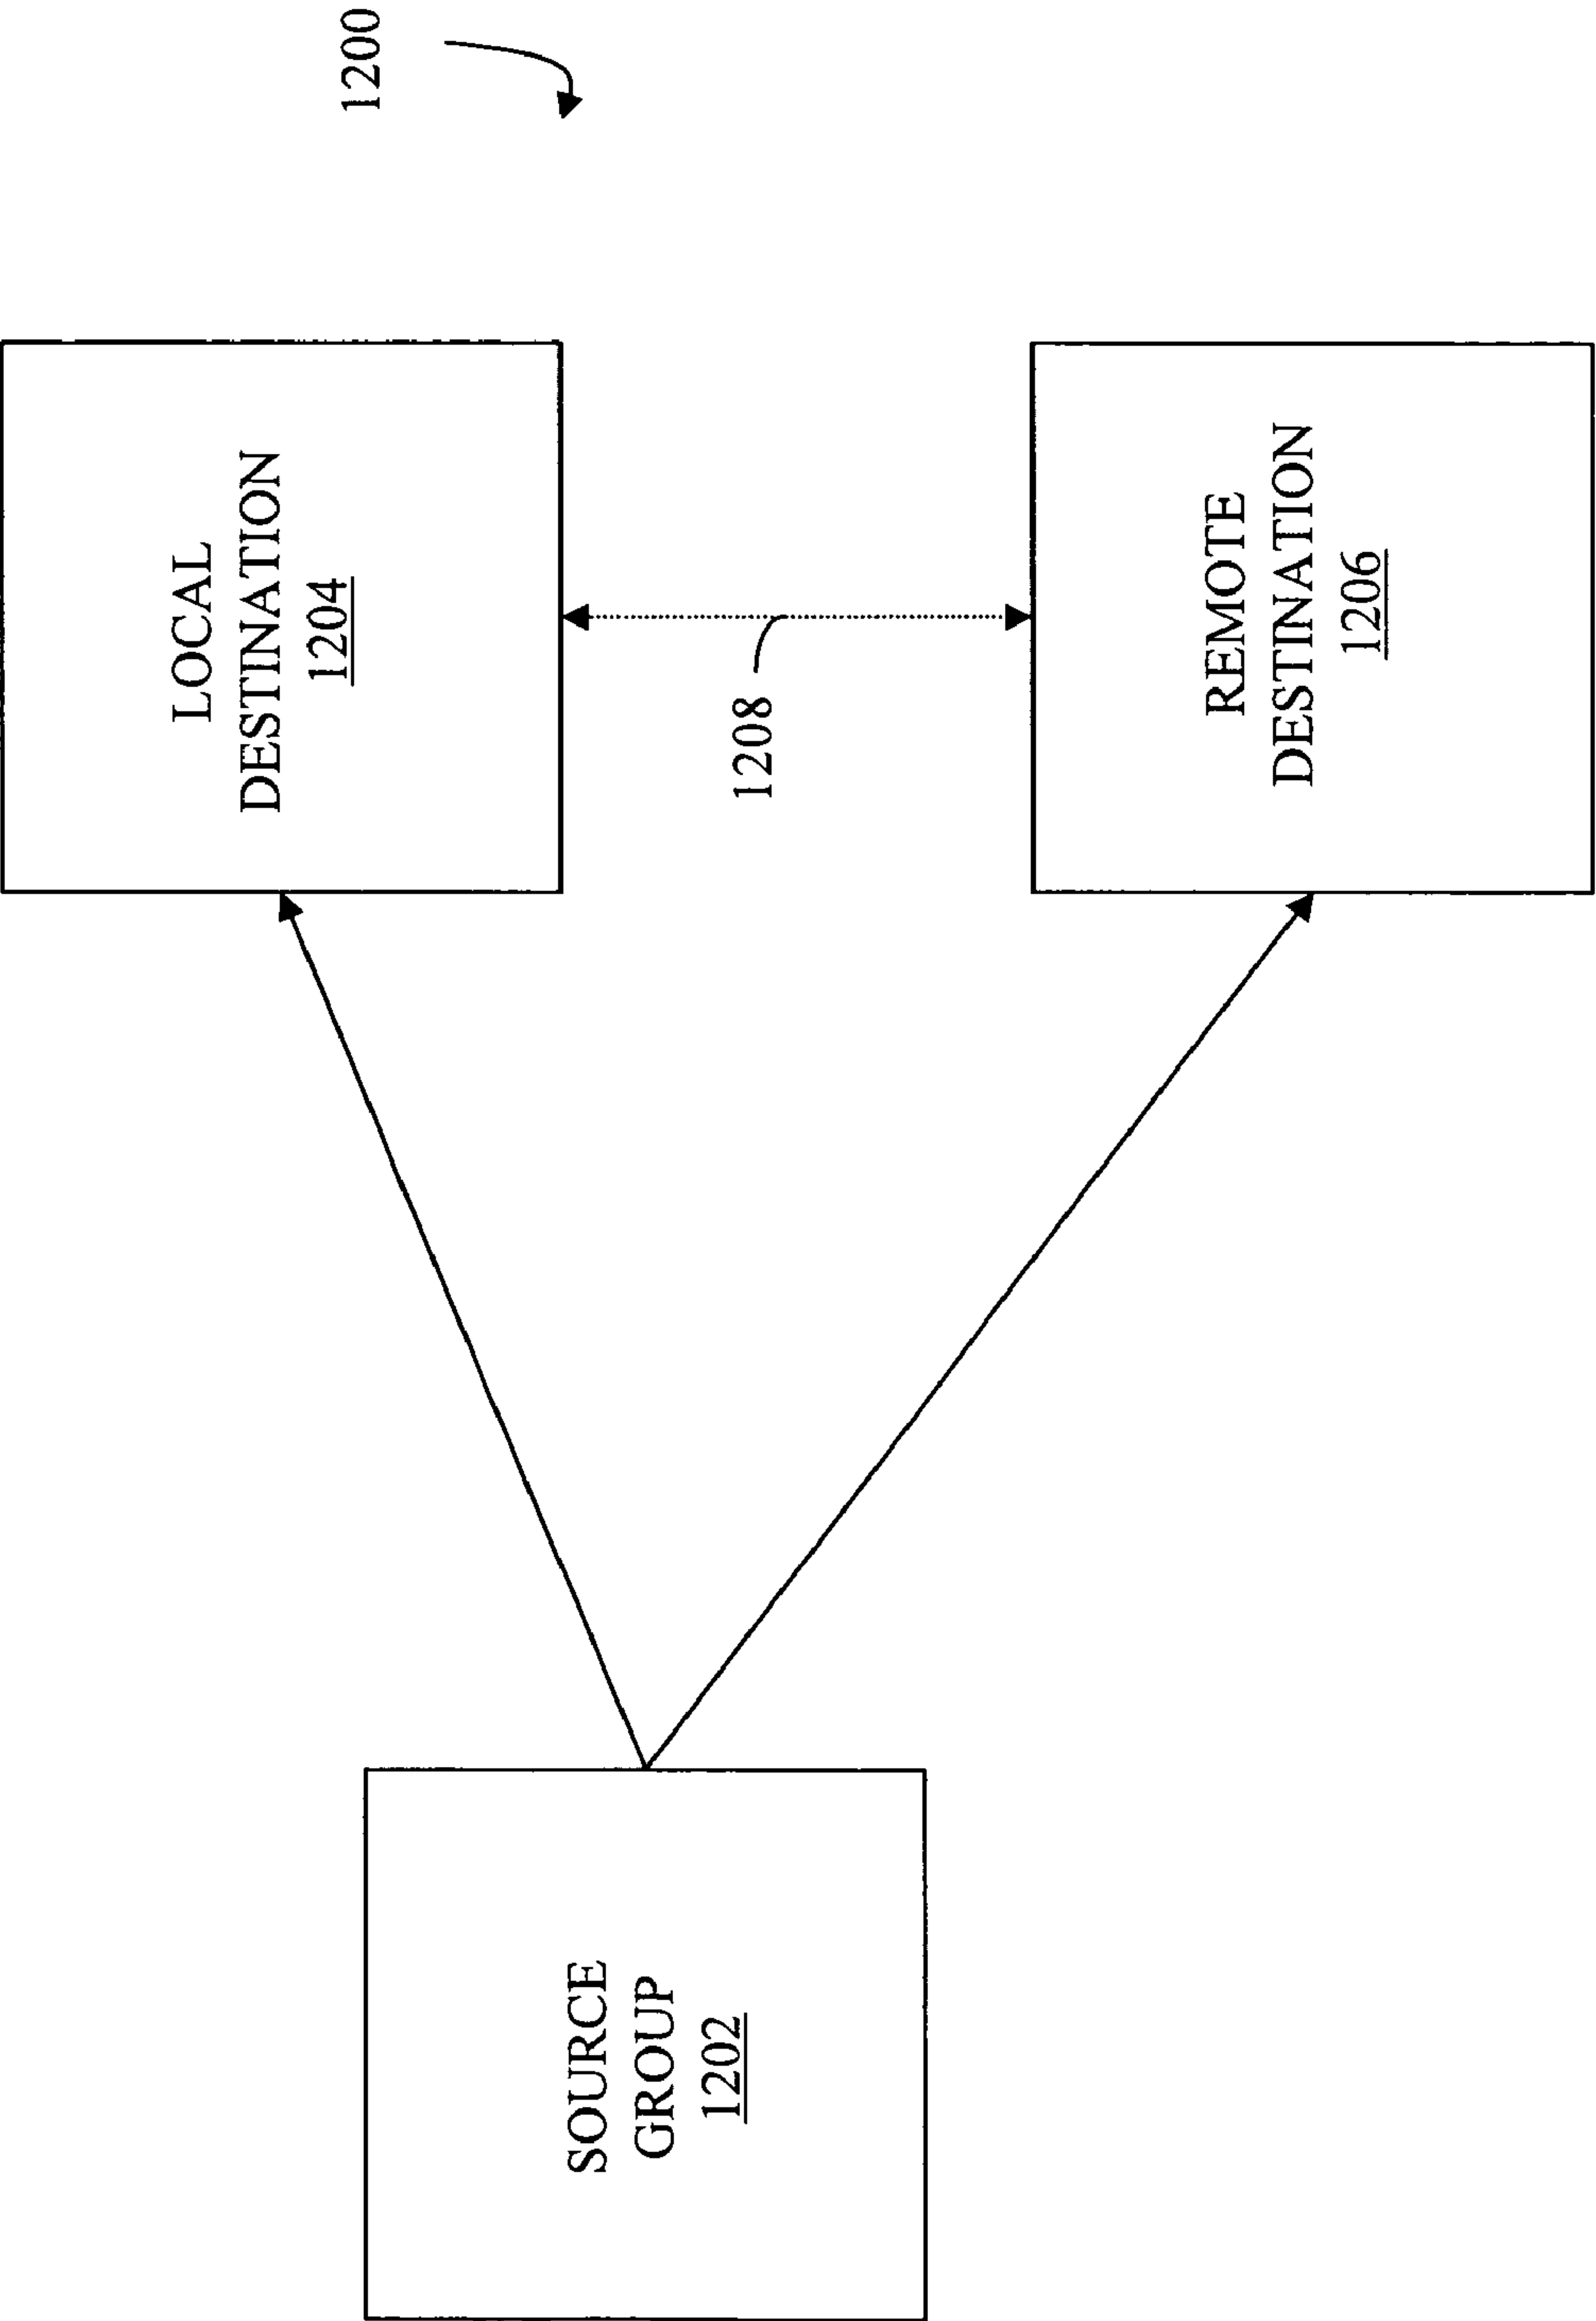 1200
LOCAL
DESTINATION
1204
1208
REMOTE
DESTINATION
1206
SOURCE
GROUP
1202